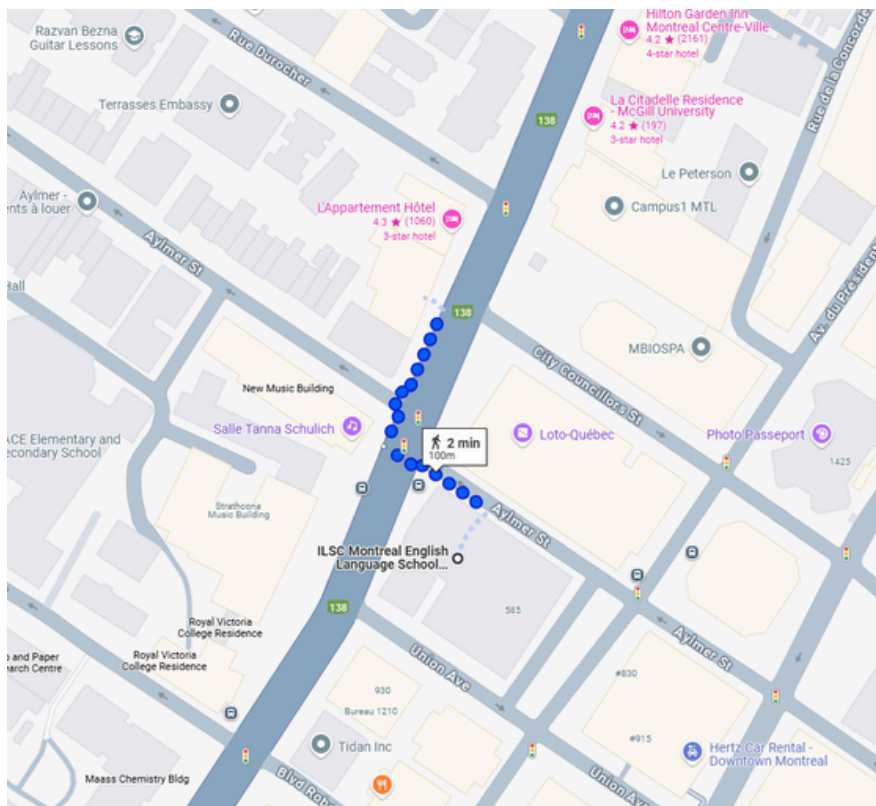 Razvan Bezna
Guitar Lessons
Rue Durocher
Hilton Garden Inn
Montreal Centre-Ville
4.2 ★ (2161)
4-star hotel
Rue de la Concorde
Terrasses Embassy
138
La Citadelle Residence
- McGill University
4.2 ★ (197)
3-star hotel
Le Peterson
Aylmer -
ents à louer
L'Appartement Hôtel
4.3 ★ (1060)
3-star hotel
Campus1 MTL
Aylmer St
Hall
138
Av. du Président
MBIOSPA
City Councillors St
New Music Building
Salle Tanna Schulich
2 min
100m
Loto-Québec
Photo Passeport
1425
ACE Elementary and
econdary School
Strathcona
Music Building
Aylmer St
ILSC Montreal English
Language School...
138
585
Royal Victoria
College Residence
Royal Victoria
College Residence
Aylmer St
p and Paper
earch Centre
Union Ave
930
Bureau 1210
#830
#915
Tidan Inc
Hertz Car Rental -
Downtown Montreal
Maass Chemistry Bldg
Blvd Rob
Union Ave